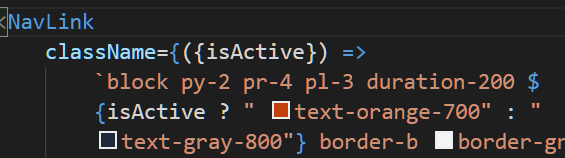 <NavLink
className={({isActive}) =>
`block py-2 pr-4 pl-3 duration-200 $
{isActive ? " text-orange-700" : "
text-gray-800"} border-b border-gr